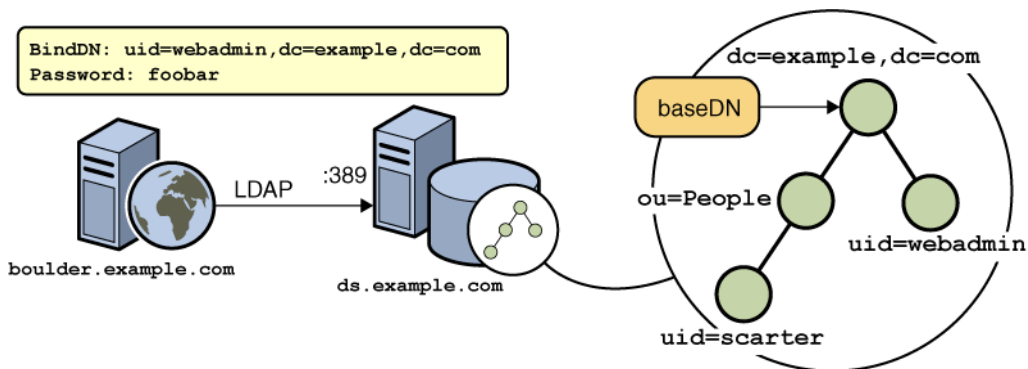 BindDN: uid=webadmin,dc=example,dc=com
Password: foobar
LDAP
:389
boulder.example.com
ds.example.com
dc=example,dc=com
baseDN
ou=People
uid=webadmin
uid=scarter